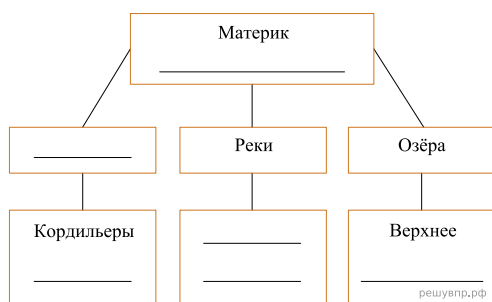 Материк
Реки
Озёра
Кордильеры
Верхнее
решувпр.рф